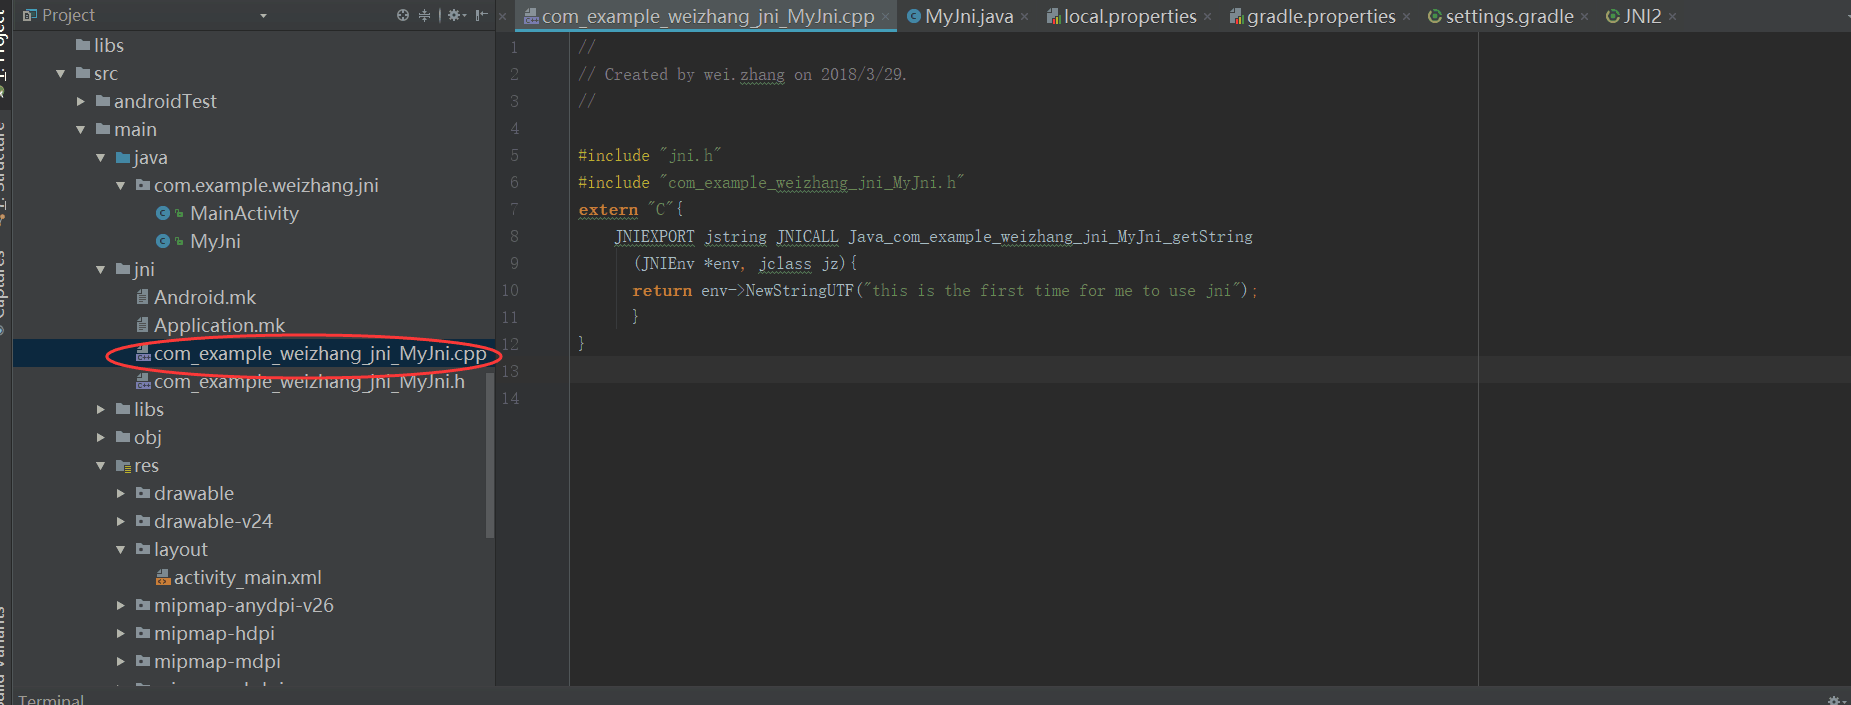 Project
com_example_weizhang_jni_MyJni.cpp
MyJni.java
local.properties
gradle.properties
settings.gradle
JNI2
libs
src
androidTest
main
java
com.example.weizhang.jni
MainActivity
MyJni
jni
Android.mk
Application.mk
com_example_weizhang_jni_MyJni.cpp
com_example_weizhang_jni_MyJni.h
libs
obj
res
drawable
drawable-v24
layout
activity_main.xml
mipmap-anydpi-v26
mipmap-hdpi
mipmap-mdpi
1 //
2 // Created by wei.zhang on 2018/3/29.
3 //
4
5 #include "jni.h"
6 #include "com_example_weizhang_jni_MyJni.h"
7 extern "C"{
8 JNIEXPORT jstring JNICALL Java_com_example_weizhang_jni_MyJni_getString
9 (JNIEnv *env, jclass jz){
10 return env->NewStringUTF("this is the first time for me to use jni");
11 }
12 }
13
14
1: Project
Structure
Captures
Build Variants
Terminal